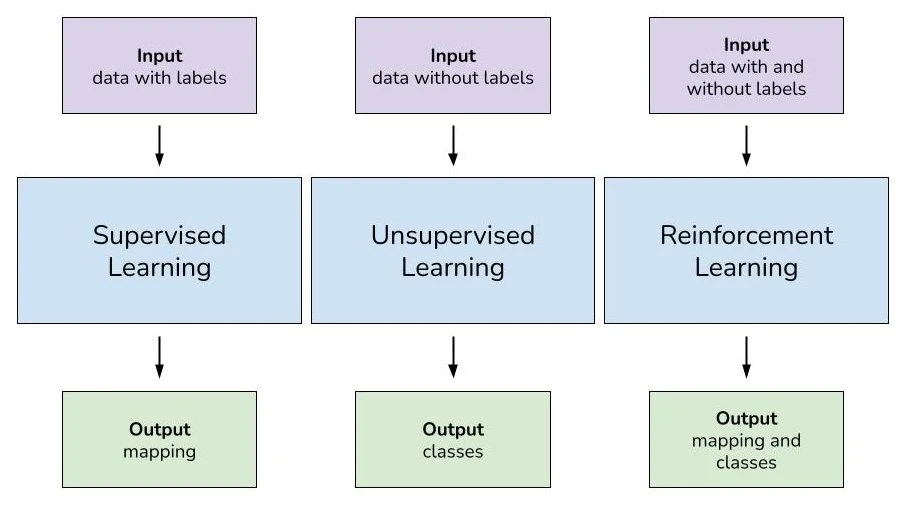 Input
data with labels
Input
data without labels
Input
data with and
without labels
Supervised
Learning
Unsupervised
Learning
Reinforcement
Learning
Output
mapping
Output
classes
Output
mapping and
classes